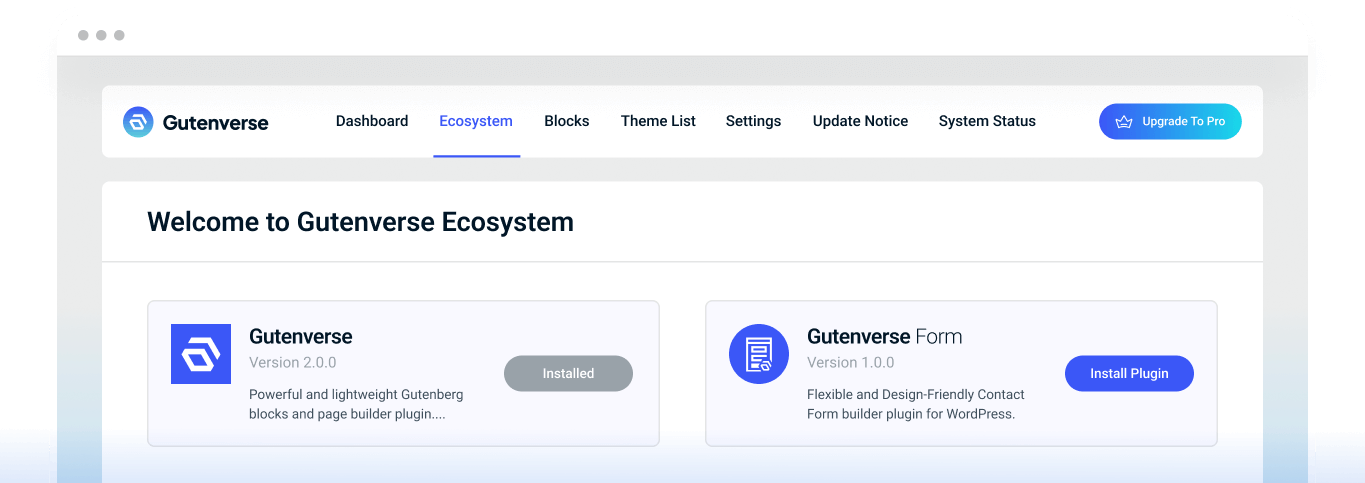 Gutenverse Dashboard Ecosystem Blocks Theme List Settings Update Notice System Status Upgrade To Pro
Welcome to Gutenverse Ecosystem
Gutenverse
Version 2.0.0
Powerful and lightweight Gutenberg
blocks and page builder plugin....
Installed
Gutenverse Form
Version 1.0.0
Flexible and Design-Friendly Contact
Form builder plugin for WordPress.
Install Plugin